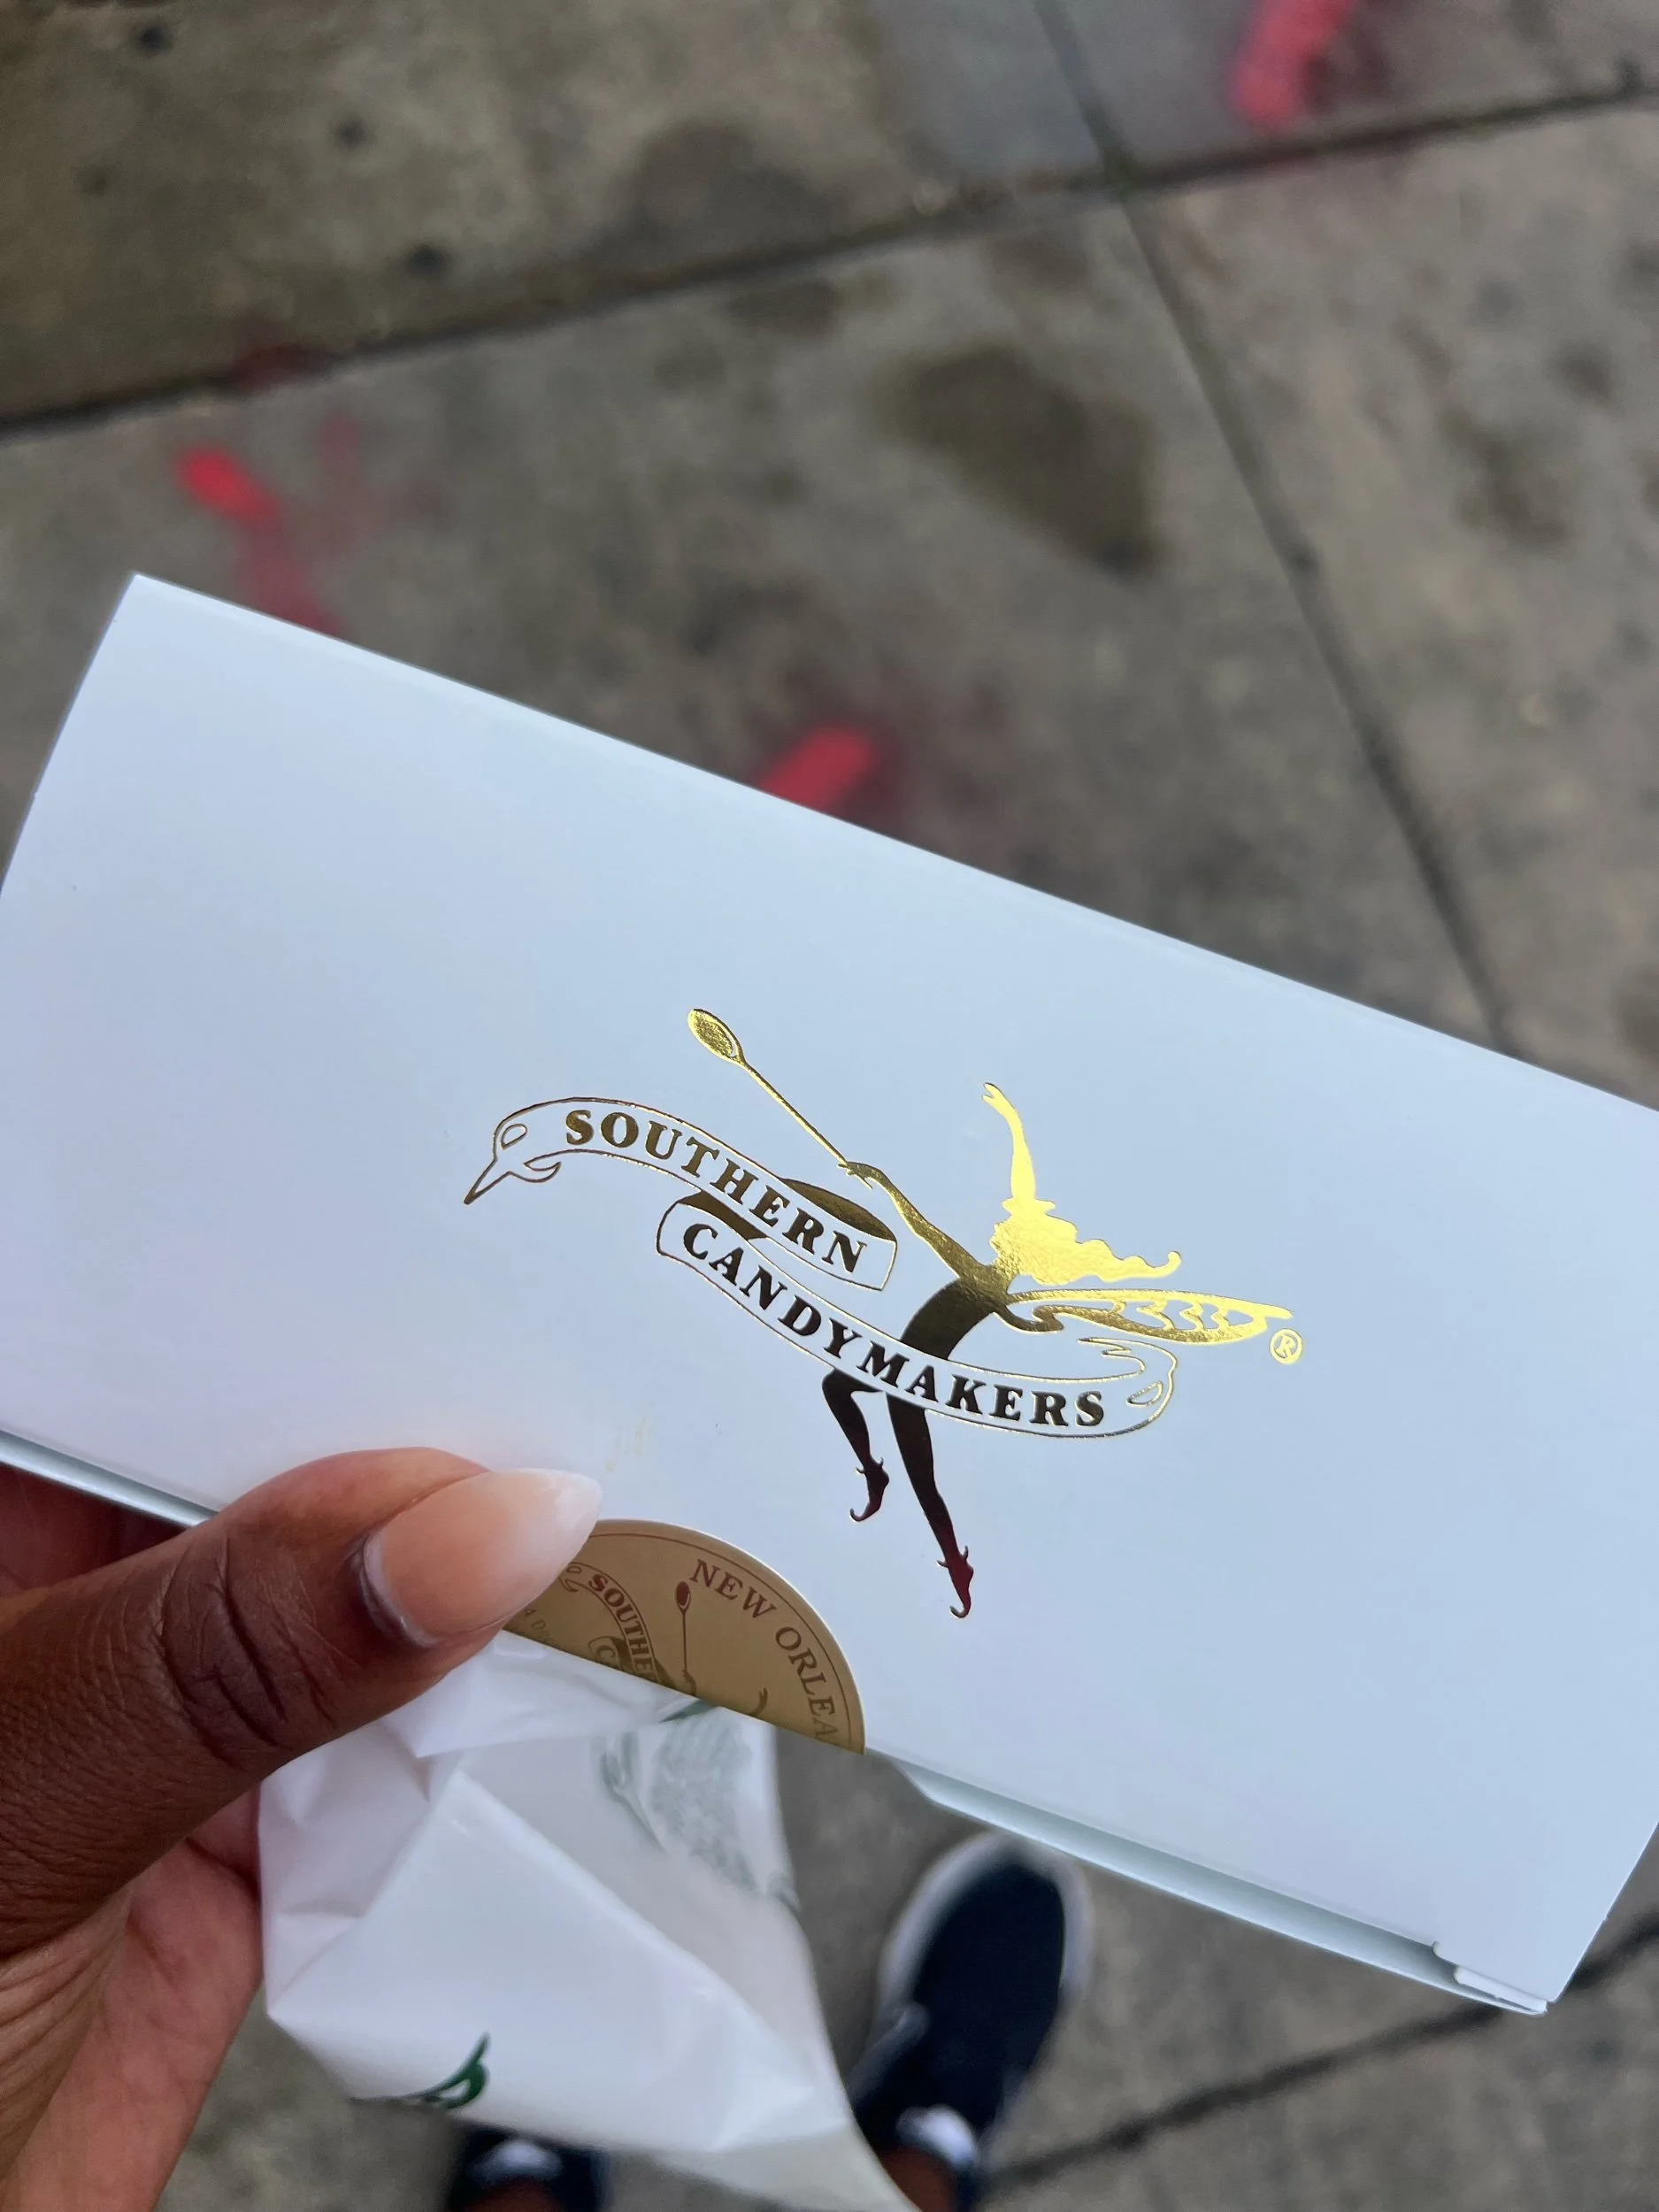 SOUTHERN
CANDYMAKERS
®
NEW ORLEA
SOUTHE